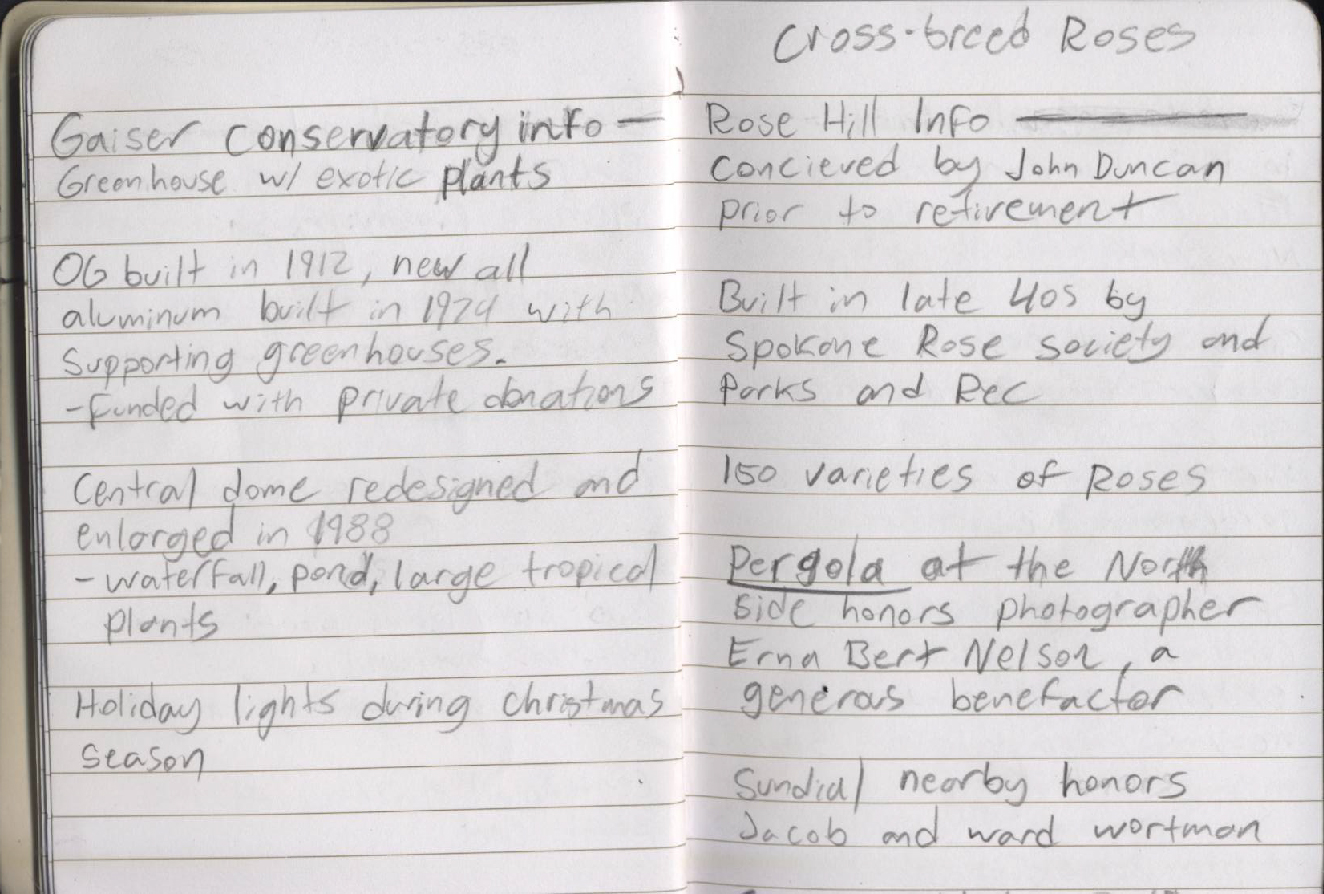 Gaiser Conservatory info —
Greenhouse w/ exotic plants
OG built in 1912, new all
aluminum built in 1974 with
supporting greenhouses.
- funded with private donations
Central dome redesigned and
enlarged in 1988
- waterfall, pond, large tropical
plants
Holiday lights during christmas
season
Cross-breed Roses
Rose Hill Info —
concieved by John Duncan
prior to retirement
Built in late 40s by
Spokane Rose society and
Parks and Rec
150 varieties of Roses
Pergola at the North
side honors photographer
Erna Bert Nelson, a
generous benefactor
Sundial nearby honors
Jacob and ward wortman